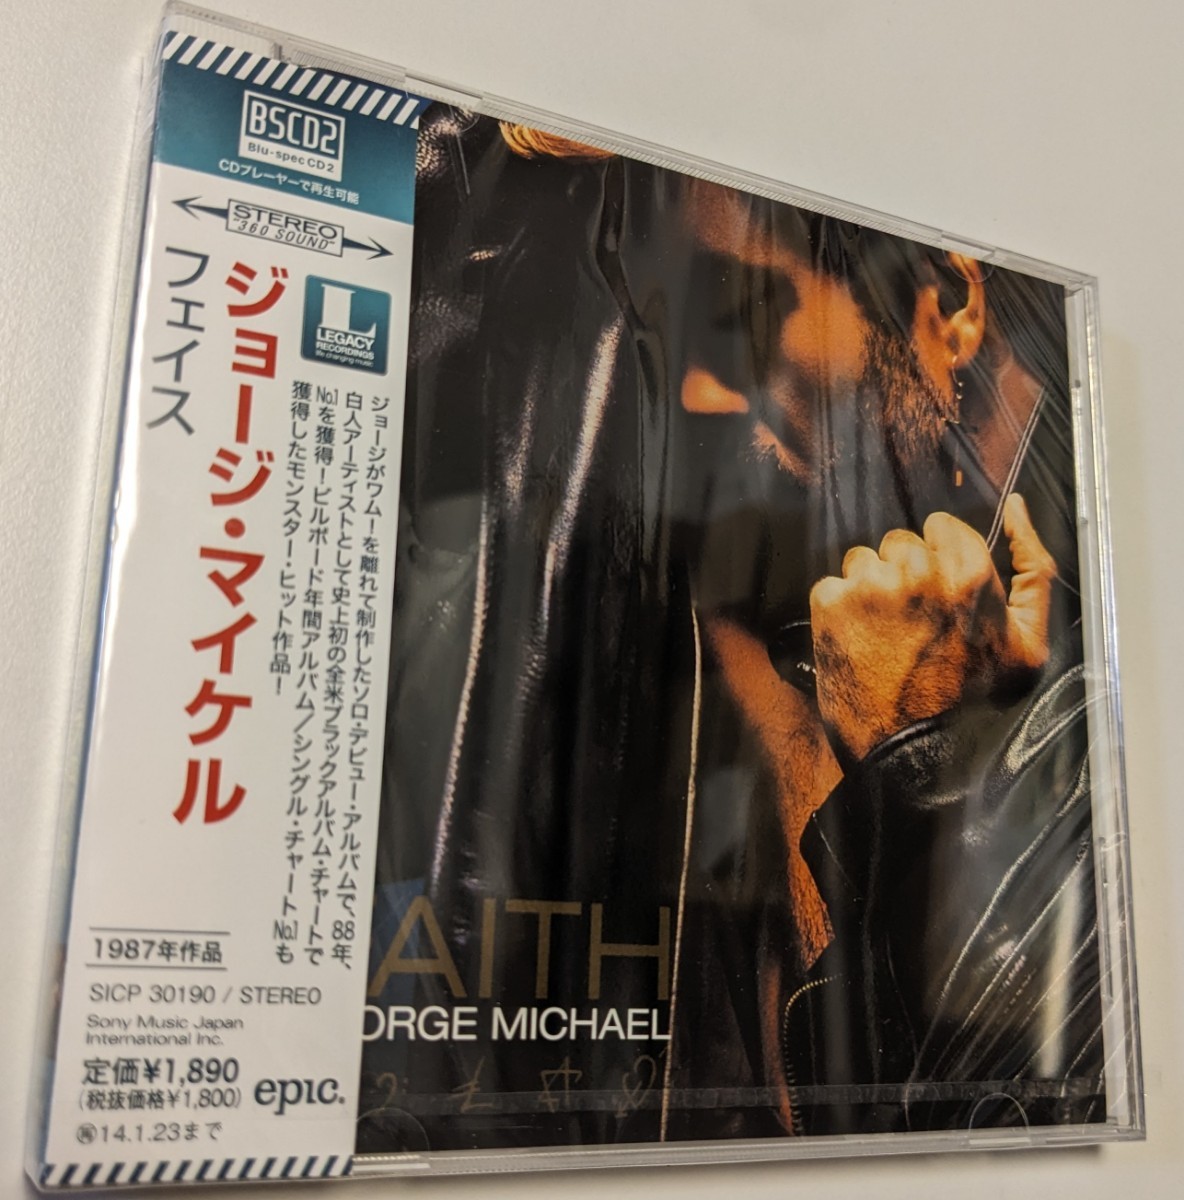 BSCD2
Blu-spec CD 2
CDプレーヤーで再生可能
STEREO
"360 SOUND"
L
LEGACY
RECORDINGS
life changing music
ジョージ・マイケル
フェイス
ジョージがワム!を離れて制作したソロ・デビュー・アルバムで、88年、
白人アーティストとして史上初の全米ブラックアルバム・チャートで
No.1を獲得!ビルボード年間アルバム/シングル・チャートNo.1も
獲得したモンスター・ヒット作品!
1987年作品
SICP 30190 / STEREO
Sony Music Japan
International Inc.
定価¥1,890
(税抜価格¥1,800)
epic.
14.1.23まで
AITH
ORGE MICHAEL